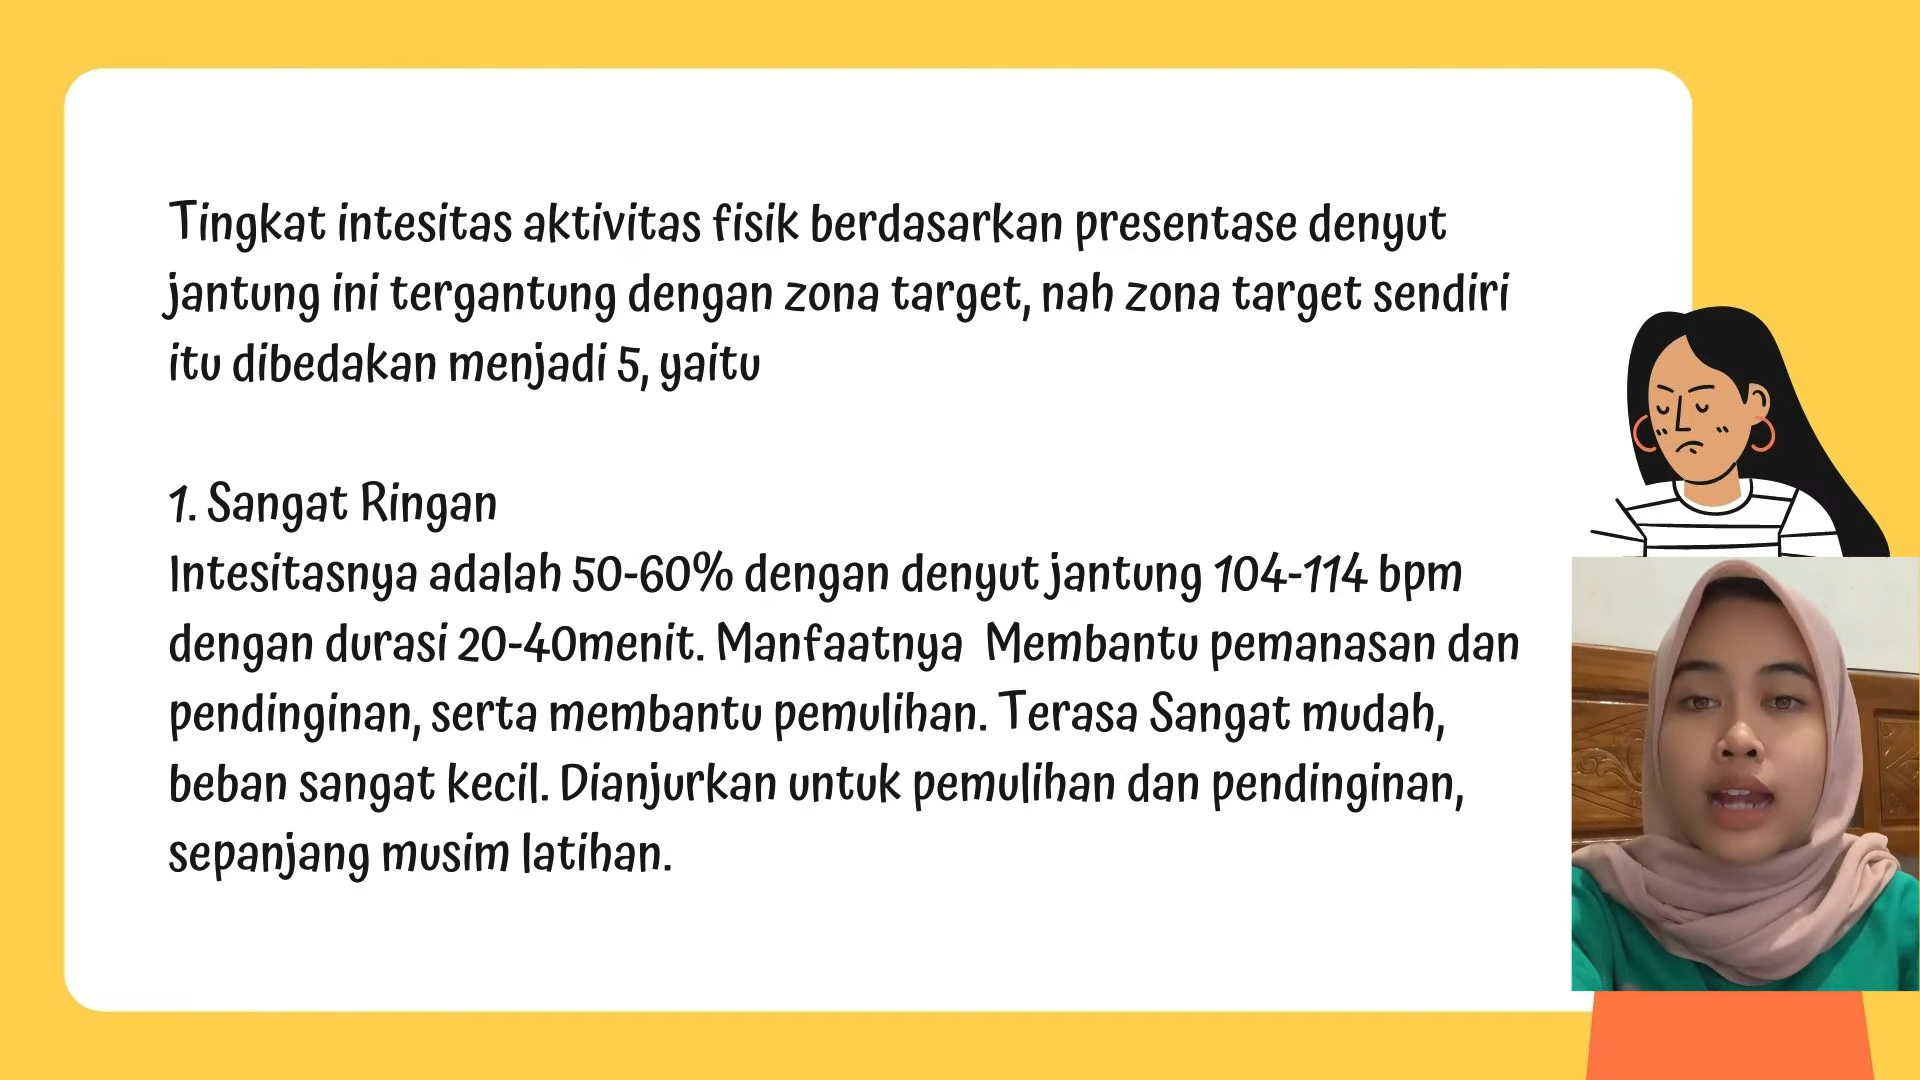 Tingkat intesitas aktivitas fisik berdasarkan presentase denyut
jantung ini tergantung dengan zona target, nah zona target sendiri
itu dibedakan menjadi 5, yaitu
1. Sangat Ringan
Intesitasnya adalah 50-60% dengan denyut jantung 104-114 bpm
dengan durasi 20-40menit. Manfaatnya  Membantu pemanasan dan
pendinginan, serta membantu pemulihan. Terasa Sangat mudah,
beban sangat kecil. Dianjurkan untuk pemulihan dan pendinginan,
sepanjang musim latihan.